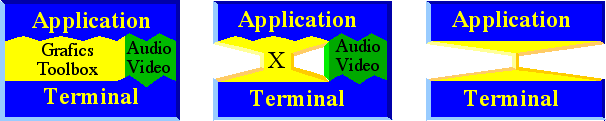 Application
Grafics
Toolbox
Audio
Video
Terminal
Application
X
Audio
Video
Terminal
Application
Terminal